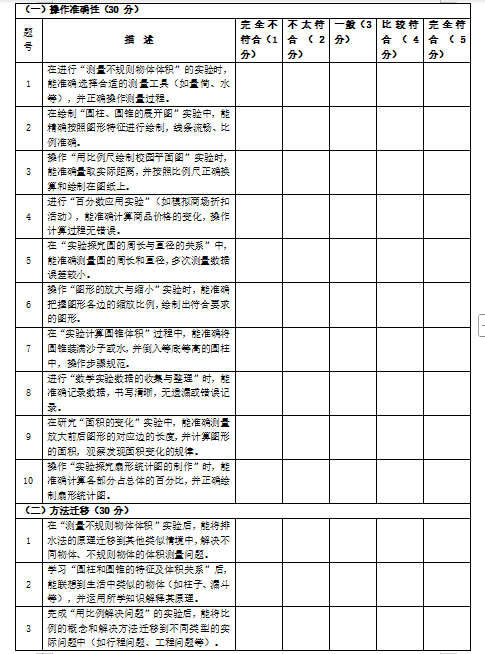 （一）操作准确性（30 分）
题
号
描 述
完全不
符合（1
分）
不太符
合（2
分）
一般（3
分）
比较符
合（4
分）
完全符
合（5
分）
1
在进行“测量不规则物体体积”的实验时，
能准确选择合适的测量工具（如量筒、水
等），并正确操作测量过程。
2
在绘制“圆柱、圆锥的展开图”实验中，能
精确按照图形特征进行绘制，线条流畅、比
例准确。
3
操作“用比例尺绘制校园平面图”实验时，
能准确量取实际距离，并按照比例尺正确换
算和绘制在图纸上。
4
进行“百分数应用实验”（如模拟商场折扣
活动），能准确计算商品价格的变化，操作
计算过程无错误。
5
在“实验探究圆的周长与直径的关系”中，
能准确测量圆的周长和直径，多次测量数据
误差较小。
6
操作“图形的放大与缩小”实验时，能准确
把握图形各边的缩放比例，绘制出符合要求
的图形。
7
在“实验计算圆锥体积”过程中，能准确将
圆锥装满沙子或水，并倒入等底等高的圆柱
中，操作步骤规范。
8
进行“数学实验数据的收集与整理”时，能
准确记录数据，书写清晰，无遗漏或错误记
录。
9
在研究“面积的变化”实验中，能准确测量
放大前后图形的对应边的长度，并计算图形
的面积，观察发现面积变化的规律。
10
操作“实验探究扇形统计图的制作”时，能
准确计算各部分占总体的百分比，并正确绘
制扇形统计图。
（二）方法迁移（30 分）
1
在“测量不规则物体体积”实验后，能将排
水法的原理迁移到其他类似情境中，解决不
同物体、不规则物体的体积测量问题。
2
学习“圆柱和圆锥的特征及体积关系”后，
能联想到生活中类似的物体（如柱子、漏斗
等），并运用所学知识解释其原理。
3
完成“用比例解决问题”的实验后，能将比
例的概念和解决方法迁移到不同类型的实
际问题中（如行程问题、工程问题等）。